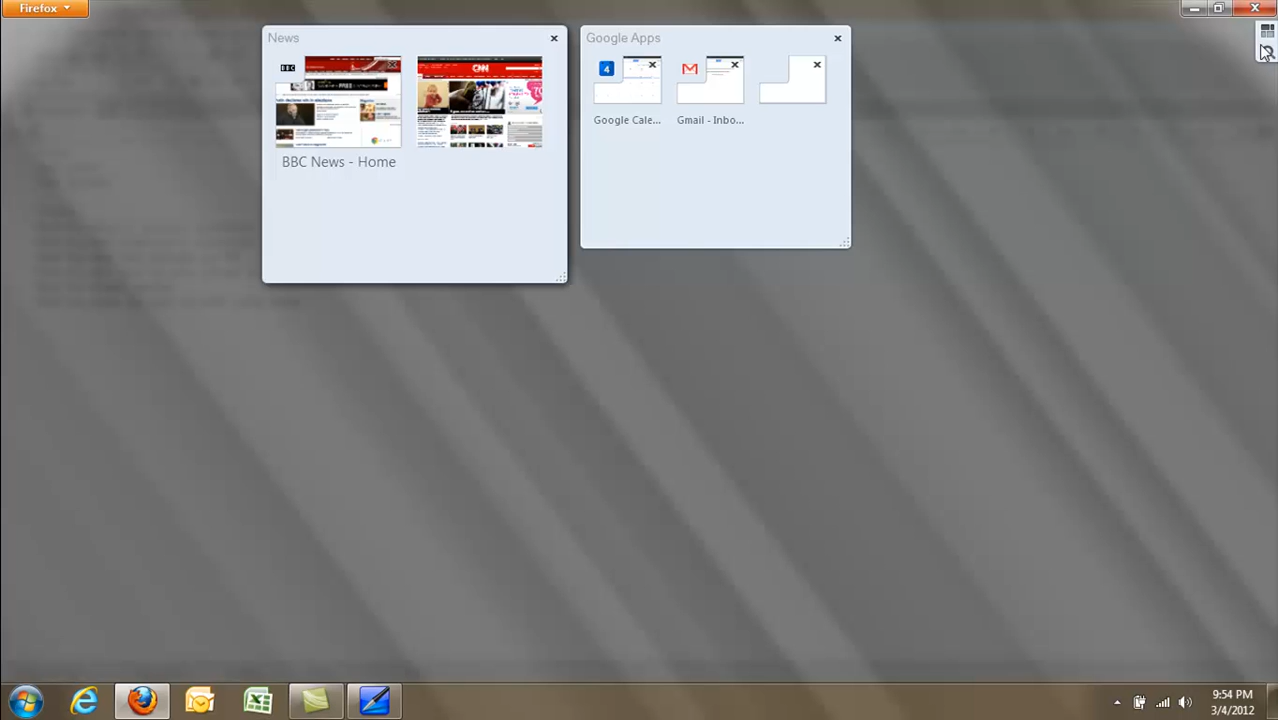 Firefox
News
Google Apps
BBC
CNN
4
Google Cale...
Gmail - Inbo...
BBC News - Home
9:54 PM
3/4/2012